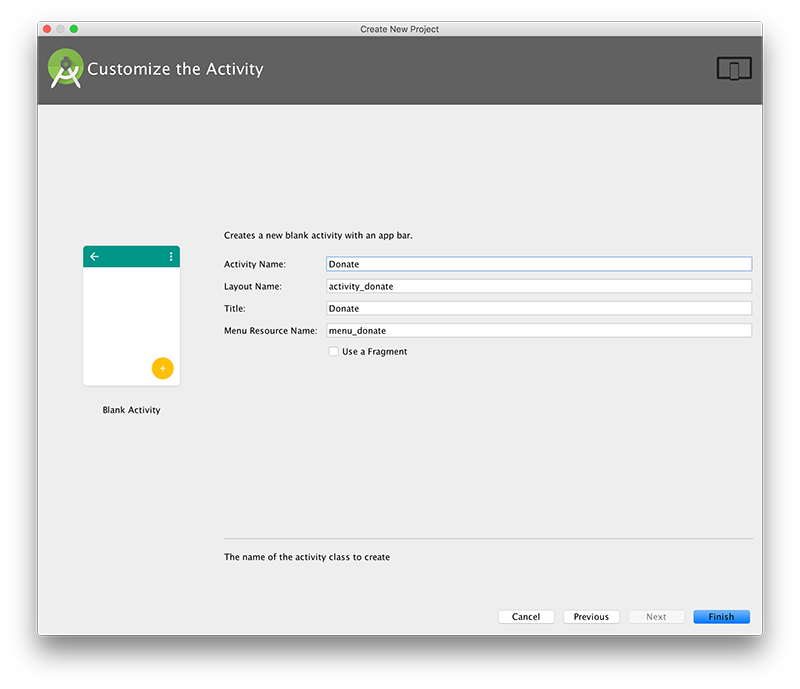 Create New Project
Customize the Activity
Creates a new blank activity with an app bar.
Activity Name: Donate
Layout Name: activity_donate
Title: Donate
Menu Resource Name: menu_donate
Use a Fragment
Blank Activity
The name of the activity class to create
Cancel Previous Next Finish